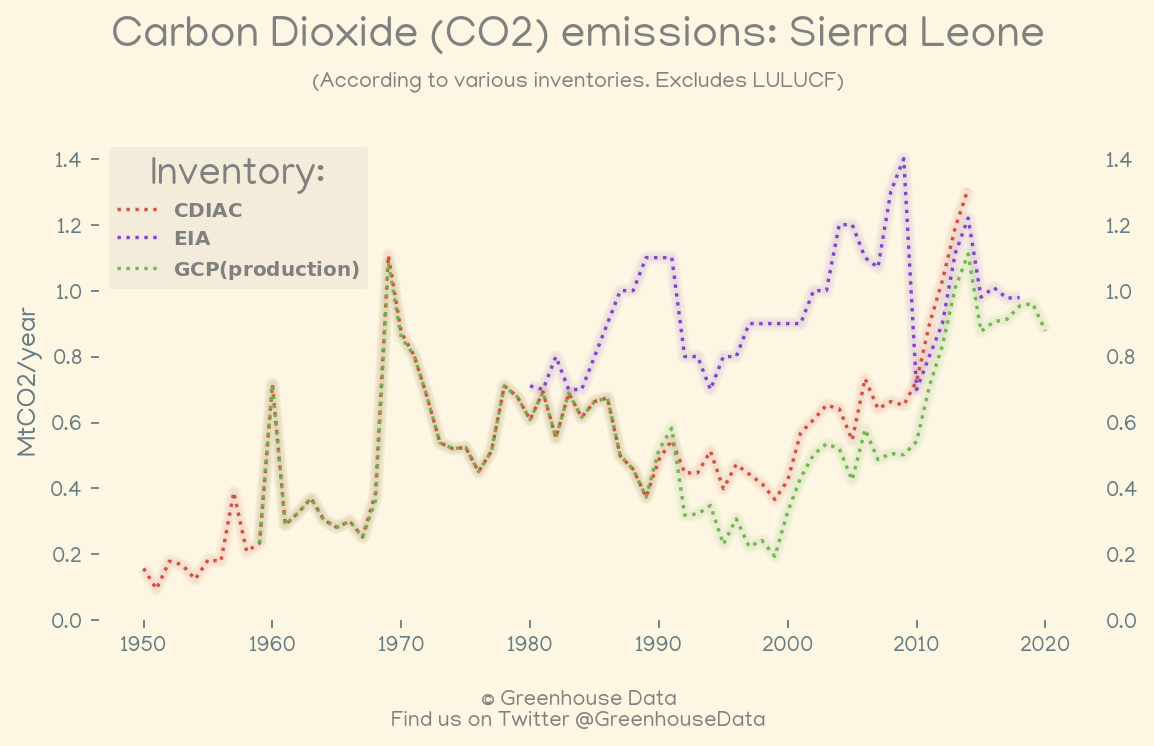 Carbon Dioxide (CO2) emissions: Sierra Leone
(According to various inventories. Excludes LULUCF)
Inventory:
CDIAC
EIA
GCP(production)
MtCO2/year
1.4
1.2
1.0
0.8
0.6
0.4
0.2
0.0
1.4
1.2
1.0
0.8
0.6
0.4
0.2
0.0
1950 1960 1970 1980 1990 2000 2010 2020
© Greenhouse Data
Find us on Twitter @GreenhouseData